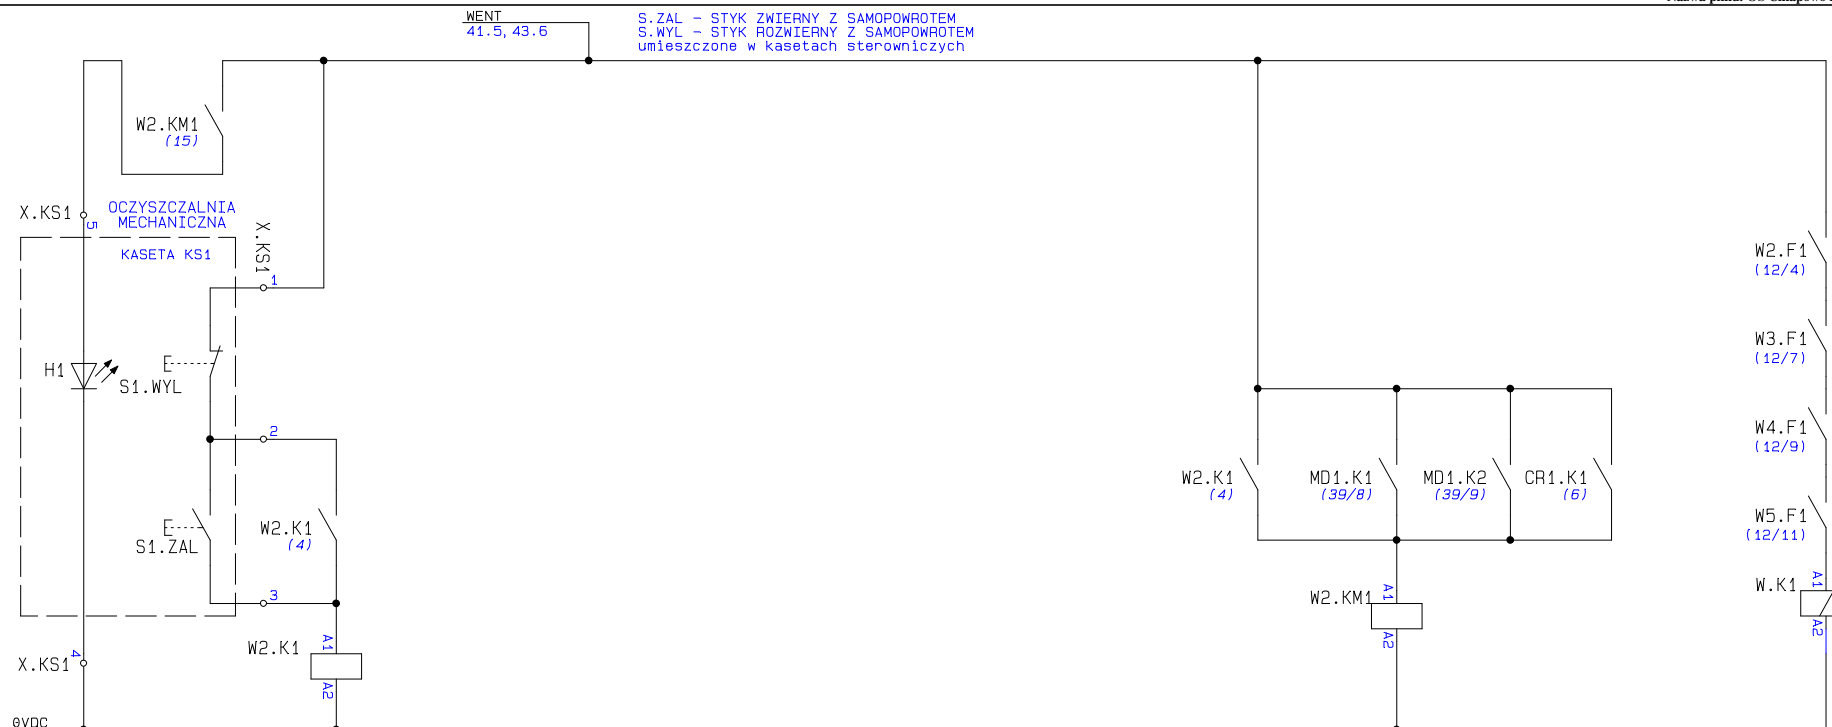 WENT
41.5, 43.6
S.ZAL - STYK ZWIERNY Z SAMOPOWROTEM
S.WYL - STYK ROZWIERNY Z SAMOPOWROTEM
umieszczone w kasetach sterowniczych
W2.KM1
(15)
X.KS1
5
OCZYSZCZALNIA
MECHANICZNA
KASETA KS1
X.KS1
1
H1
S1.WYL
2
S1.ZAL
W2.K1
(4)
3
W2.K1
A1
A2
X.KS1
4
0VDC
W2.K1
(4)
MD1.K1
(39/8)
MD1.K2
(39/9)
CR1.K1
(6)
W2.KM1
A1
A2
W2.F1
(12/4)
W3.F1
(12/7)
W4.F1
(12/9)
W5.F1
(12/11)
W.K1
A1
A2